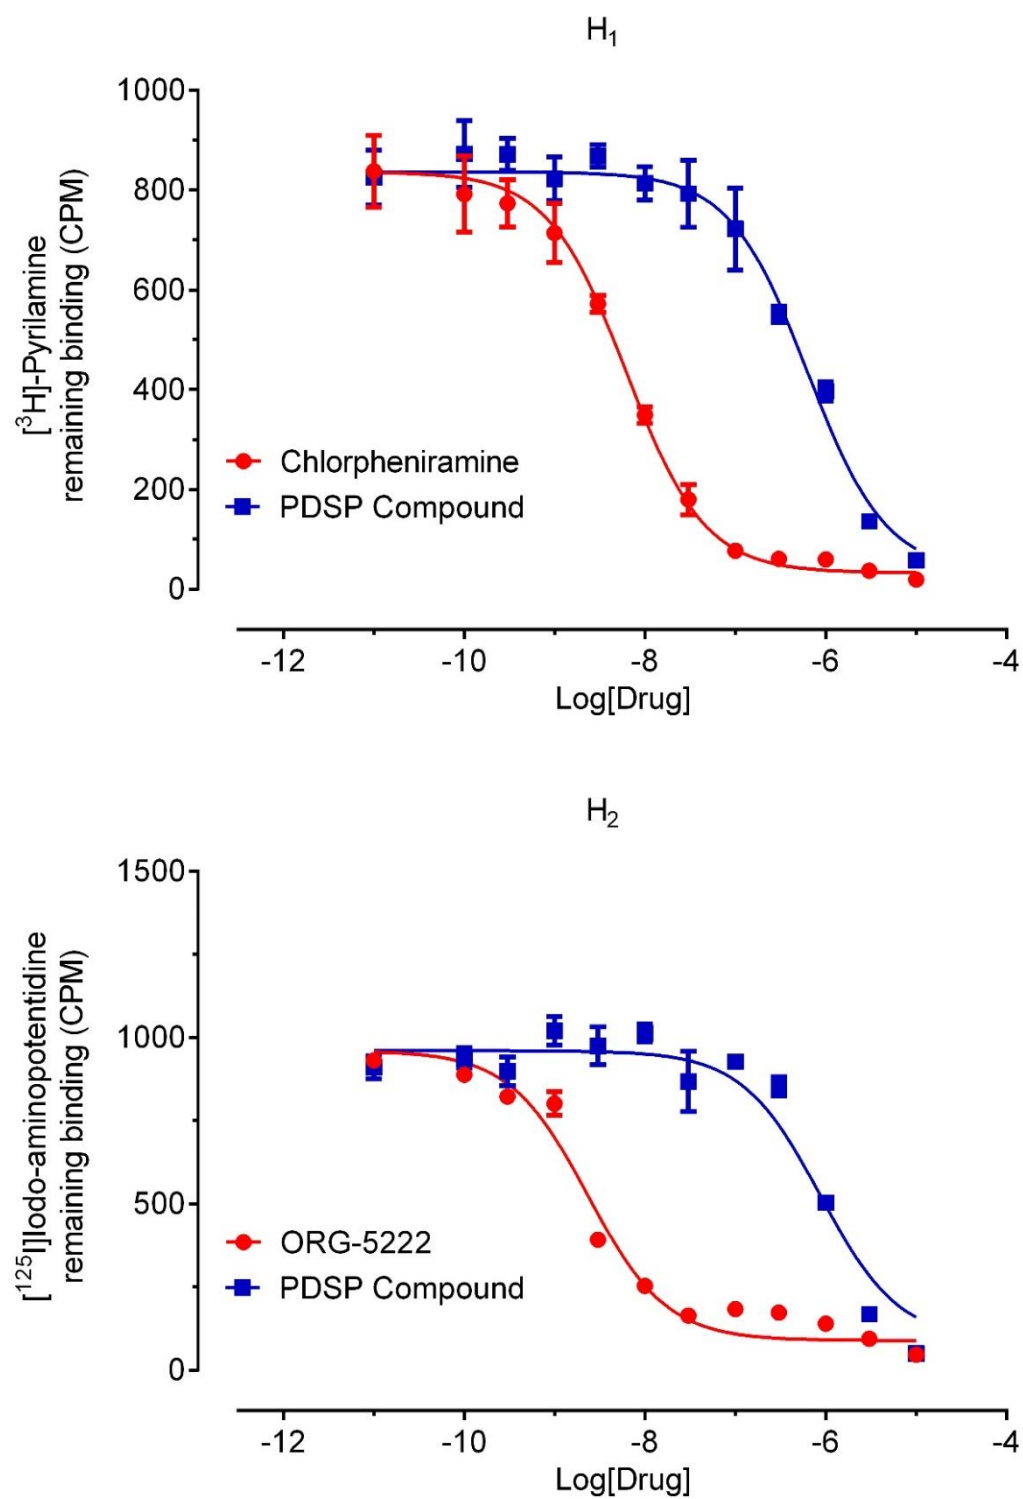 H₁
1000
800
600
400
200
0
[³H]-Pyrilamine
remaining binding (CPM)
Chlorpheniramine
PDSP Compound
-12 -10 -8 -6 -4
Log[Drug]
H₂
1500
1000
500
0
[¹²⁵I]Iodo-aminopotentidine
remaining binding (CPM)
ORG-5222
PDSP Compound
-12 -10 -8 -6 -4
Log[Drug]